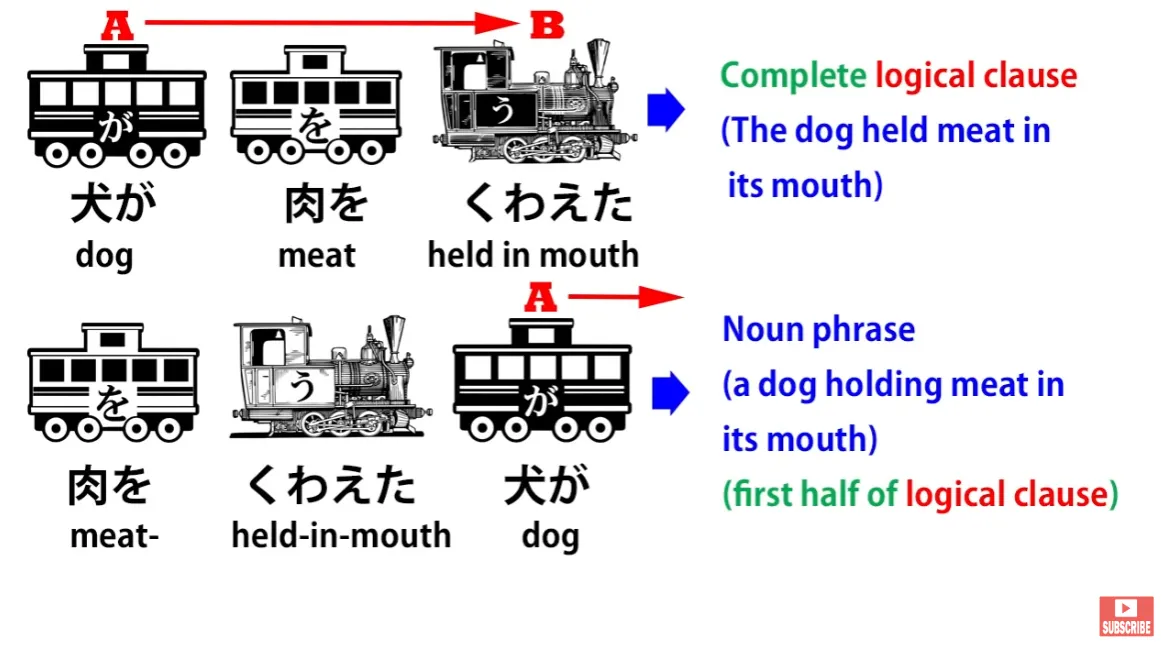 A B
が を う
犬が 肉を くわえた
dog meat held in mouth
Complete logical clause
(The dog held meat in
its mouth)
A
を う が
肉を くわえた 犬が
meat- held-in-mouth dog
Noun phrase
(a dog holding meat in
its mouth)
(first half of logical clause)
SUBSCRIBE